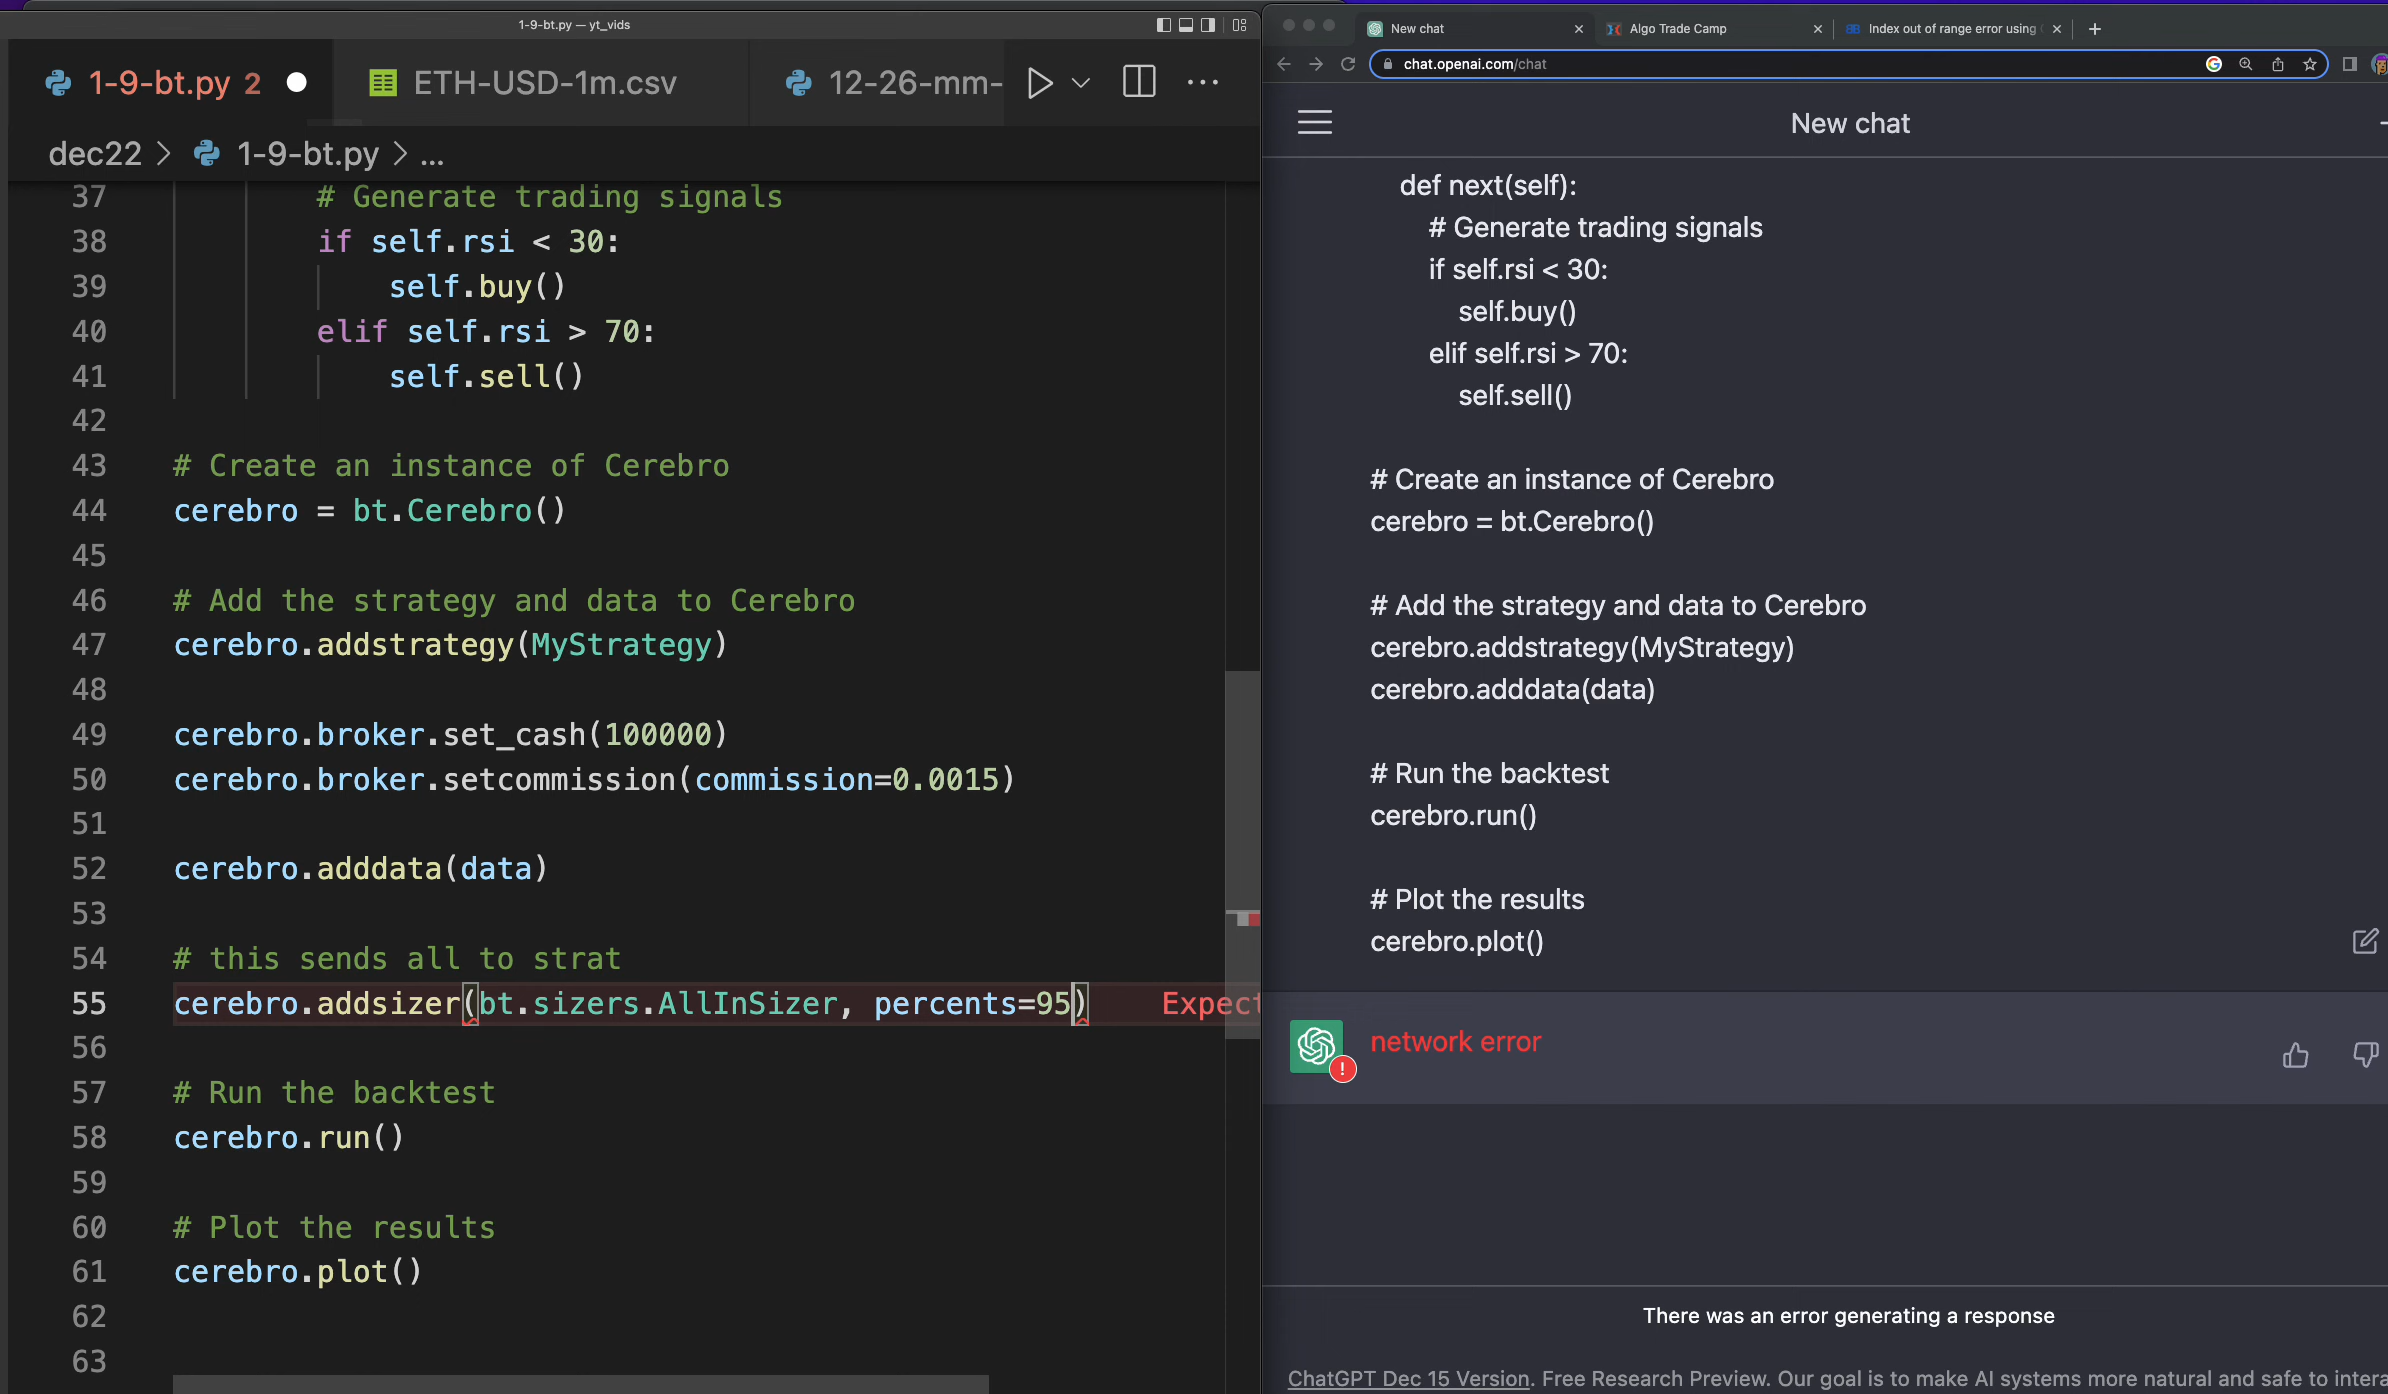 1-9-bt.py — yt_vids
1-9-bt.py 2
ETH-USD-1m.csv
12-26-mm-
dec22 > 1-9-bt.py > ...
37 # Generate trading signals
38 if self.rsi < 30:
39 self.buy()
40 elif self.rsi > 70:
41 self.sell()
42
43 # Create an instance of Cerebro
44 cerebro = bt.Cerebro()
45
46 # Add the strategy and data to Cerebro
47 cerebro.addstrategy(MyStrategy)
48
49 cerebro.broker.set_cash(100000)
50 cerebro.broker.setcommission(commission=0.0015)
51
52 cerebro.adddata(data)
53
54 # this sends all to strat
55 cerebro.addsizer(bt.sizers.AllInSizer, percents=95) Expect
56
57 # Run the backtest
58 cerebro.run()
59
60 # Plot the results
61 cerebro.plot()
62
63
New chat
Algo Trade Camp
Index out of range error using
chat.openai.com/chat
New chat
def next(self):
# Generate trading signals
if self.rsi < 30:
self.buy()
elif self.rsi > 70:
self.sell()
# Create an instance of Cerebro
cerebro = bt.Cerebro()
# Add the strategy and data to Cerebro
cerebro.addstrategy(MyStrategy)
cerebro.adddata(data)
# Run the backtest
cerebro.run()
# Plot the results
cerebro.plot()
network error
There was an error generating a response
ChatGPT Dec 15 Version. Free Research Preview. Our goal is to make AI systems more natural and safe to intera